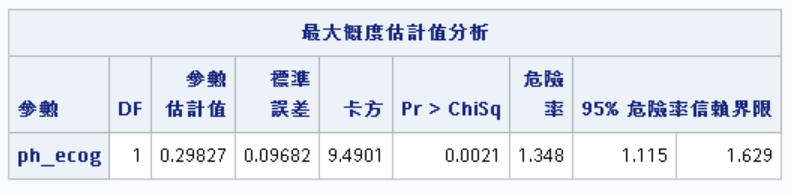 最大概度估計值分析
參數 DF 參數估計值 標準誤差 卡方 Pr > ChiSq 危險率 95% 危險率信賴界限
ph_ecog 1 0.29827 0.09682 9.4901 0.0021 1.348 1.115 1.629